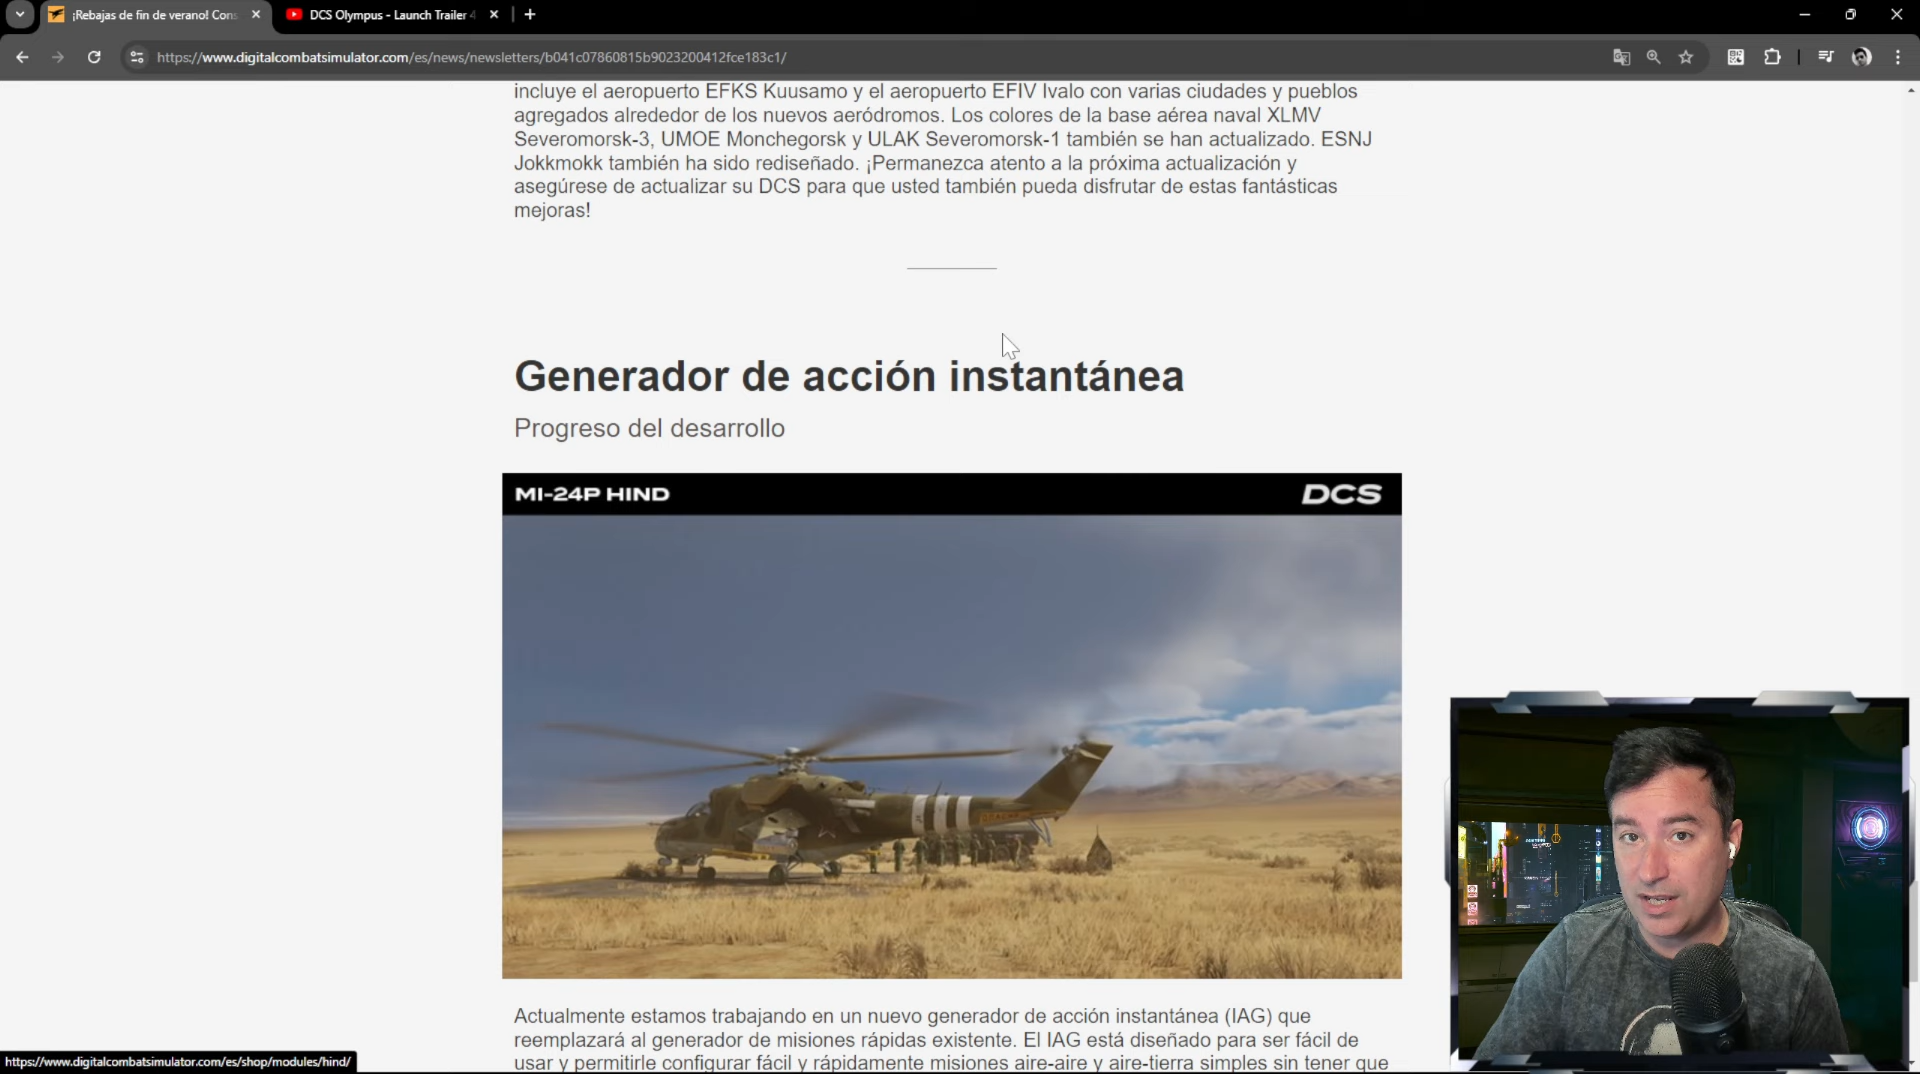 ¡Rebajas de fin de verano! Cons
DCS Olympus - Launch Trailer 4
https://www.digitalcombatsimulator.com/es/news/newsletters/b041c07860815b9023200412fce183c1/
incluye el aeropuerto EFKS Kuusamo y el aeropuerto EFIV Ivalo con varias ciudades y pueblos
agregados alrededor de los nuevos aeródromos. Los colores de la base aérea naval XLMV
Severomorsk-3, UMOE Monchegorsk y ULAK Severomorsk-1 también se han actualizado. ESNJ
Jokkmokk también ha sido rediseñado. ¡Permanezca atento a la próxima actualización y
asegúrese de actualizar su DCS para que usted también pueda disfrutar de estas fantásticas
mejoras!
Generador de acción instantánea
Progreso del desarrollo
MI-24P HIND
DCS
Actualmente estamos trabajando en un nuevo generador de acción instantánea (IAG) que
reemplazará al generador de misiones rápidas existente. El IAG está diseñado para ser fácil de
usar y permitirle configurar fácil y rápidamente misiones aire-aire y aire-tierra simples sin tener que
https://www.digitalcombatsimulator.com/es/shop/modules/hind/